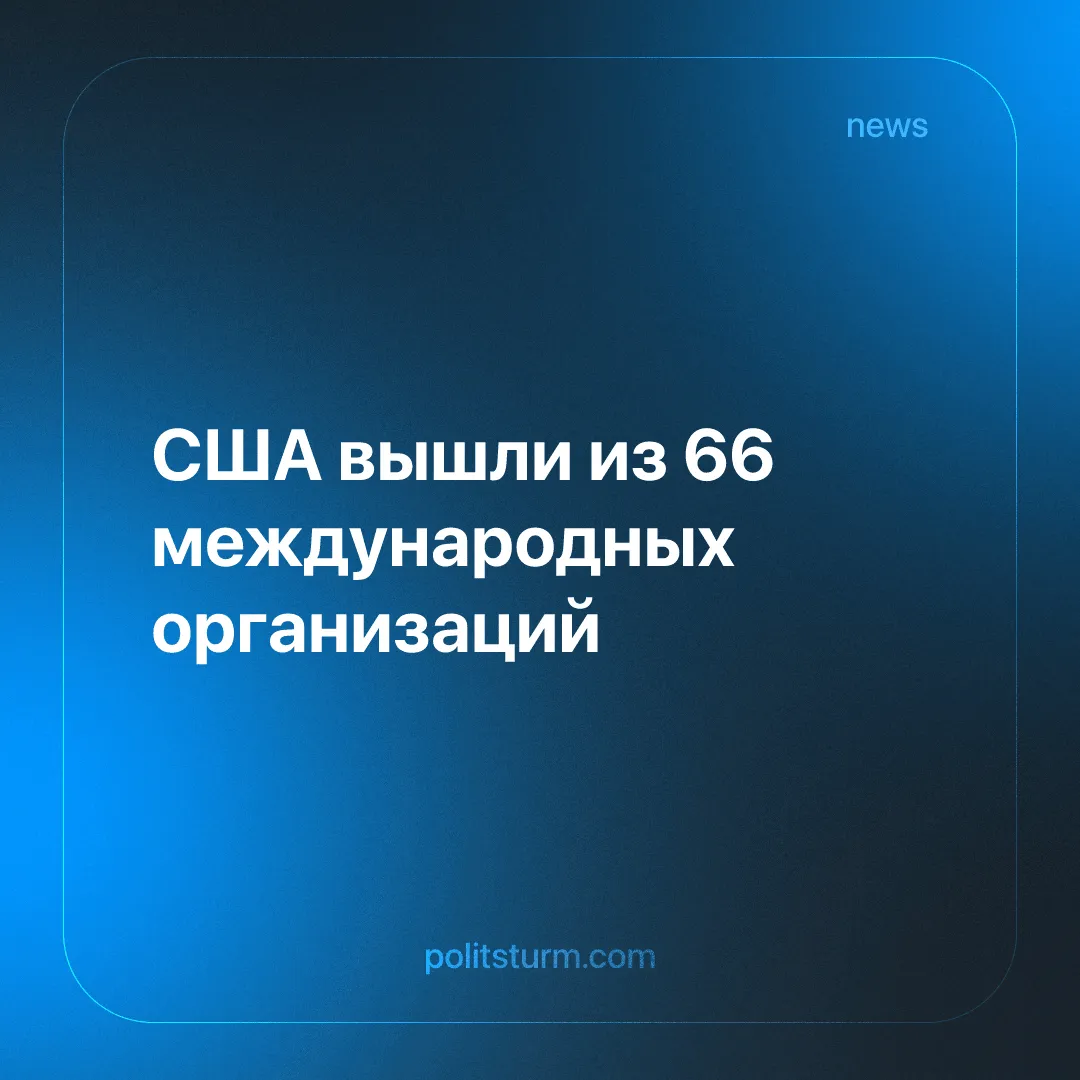 news
США вышли из 66
международных
организаций
politsturm.com